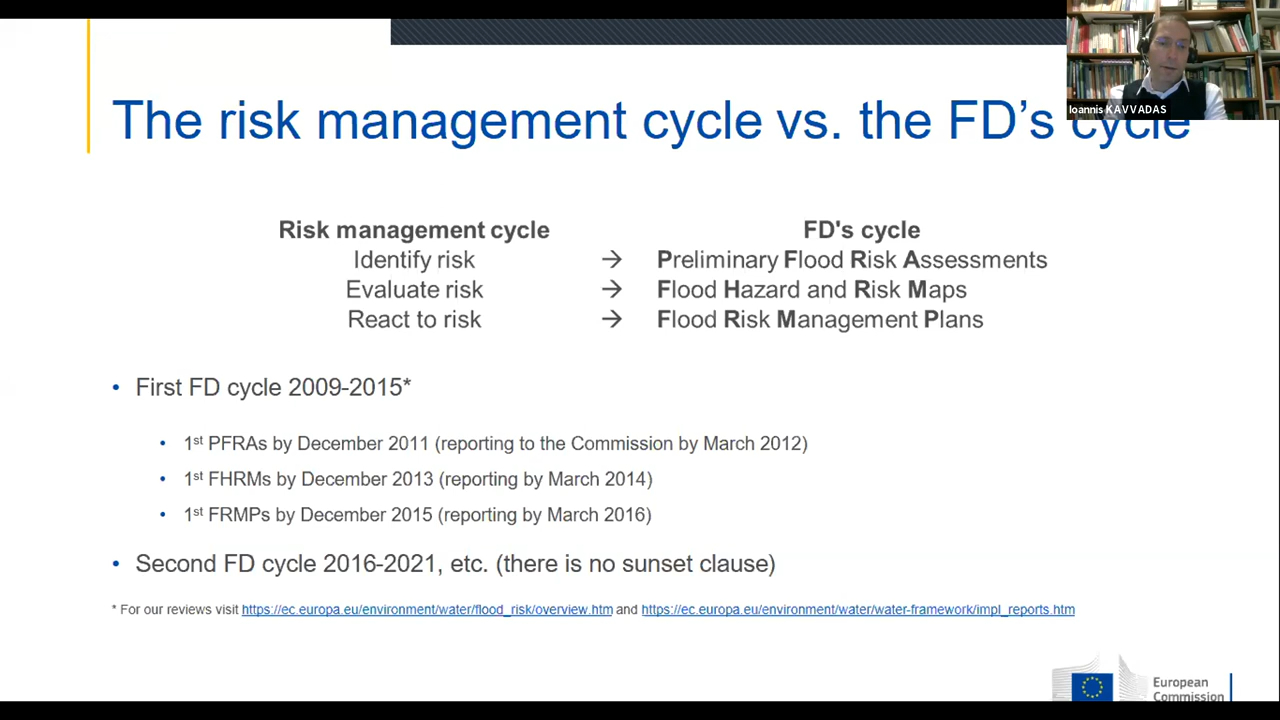 Ioannis KAVVADAS
The risk management cycle vs. the FD's cycle
Risk management cycle FD's cycle
Identify risk → Preliminary Flood Risk Assessments
Evaluate risk → Flood Hazard and Risk Maps
React to risk → Flood Risk Management Plans
• First FD cycle 2009-2015*
• 1st PFRAs by December 2011 (reporting to the Commission by March 2012)
• 1st FHRMs by December 2013 (reporting by March 2014)
• 1st FRMPs by December 2015 (reporting by March 2016)
• Second FD cycle 2016-2021, etc. (there is no sunset clause)
* For our reviews visit https://ec.europa.eu/environment/water/flood_risk/overview.htm and https://ec.europa.eu/environment/water/water-framework/impl_reports.htm
European
Commission